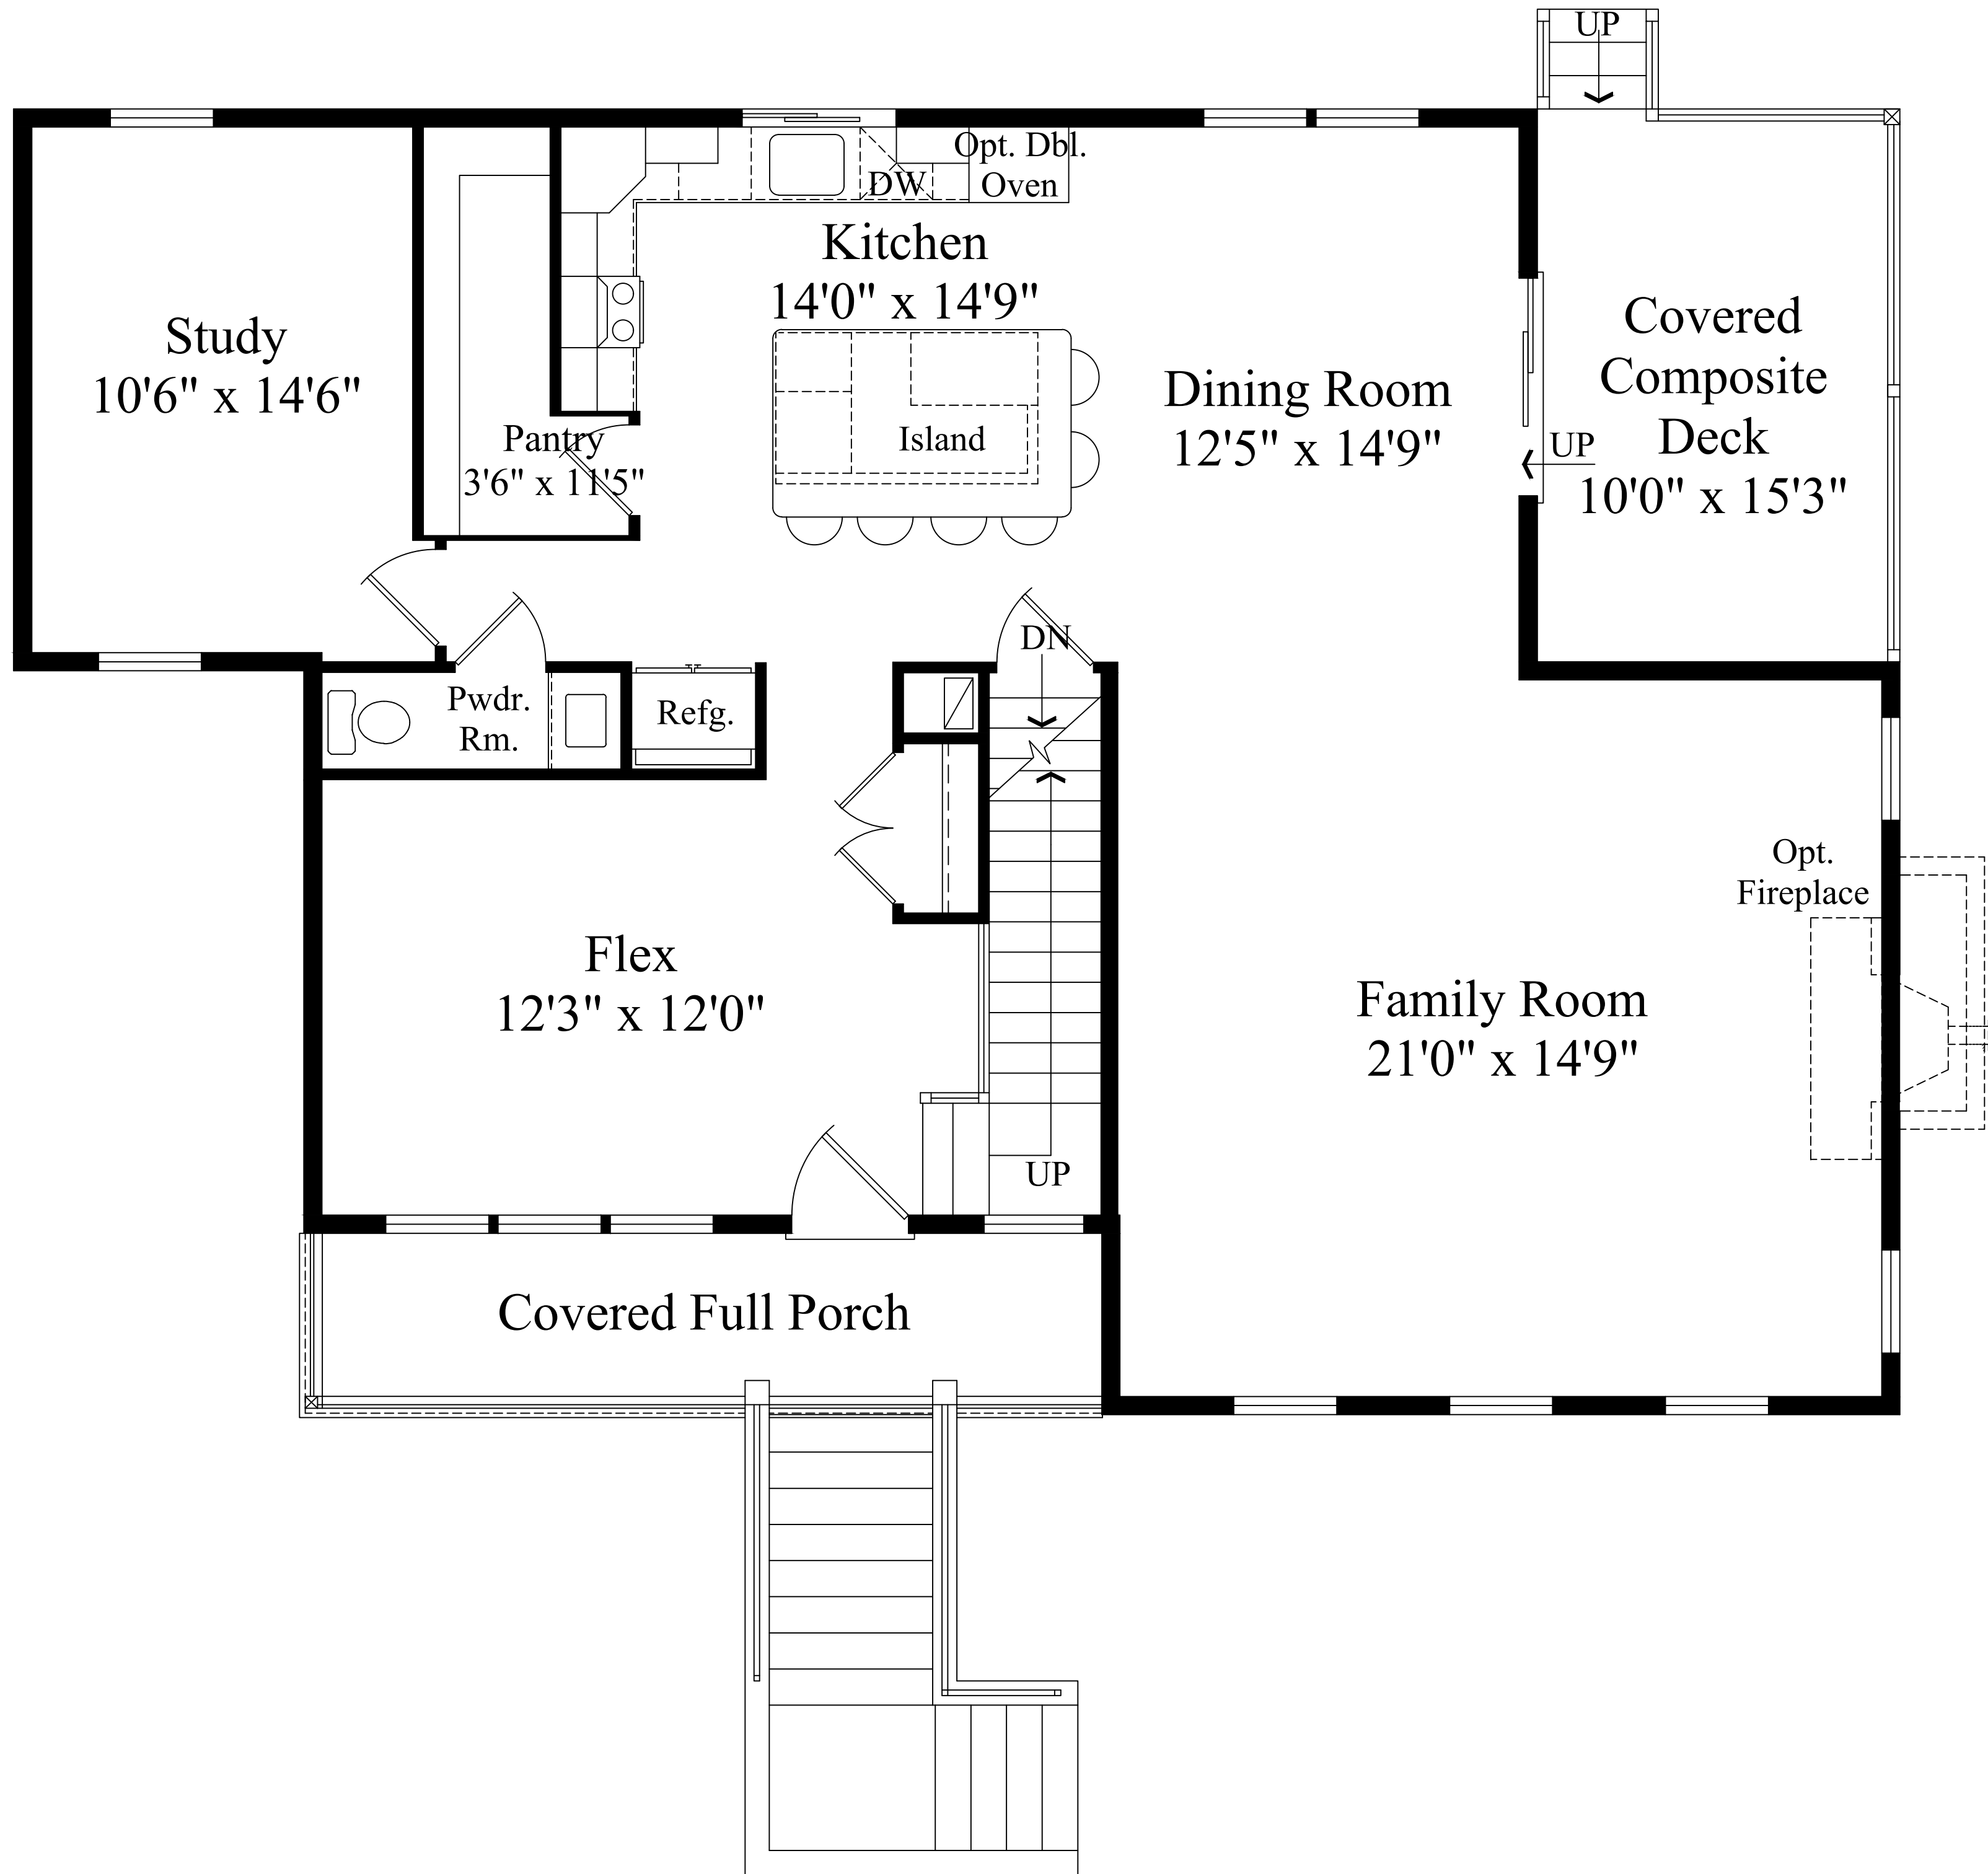 UP
Opt. Dbl.
Oven
DW
Kitchen
14'0" x 14'9"
Study
10'6" x 14'6"
Covered
Composite
Deck
10'0" x 15'3"
Dining Room
12'5" x 14'9"
UP
Pantry
3'6" x 11'5"
Island
DN
Pwdr.
Rm.
Refg.
Opt.
Fireplace
Flex
12'3" x 12'0"
Family Room
21'0" x 14'9"
UP
Covered Full Porch